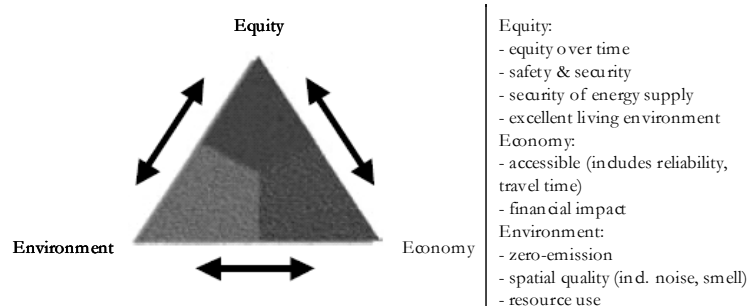 Equity
Environment
Economy
Equity:
- equity over time
- safety & security
- security of energy supply
- excellent living environment
Economy:
- accessible (includes reliability,
travel time)
- financial impact
Environment:
- zero-emission
- spatial quality (incl. noise, smell)
- resource use